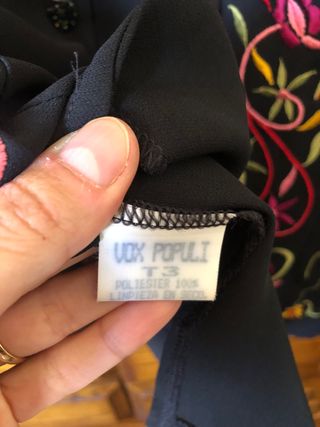 VOX POPULI
T3
POLIESTER 100%
LIMPIEZA EN SECO.